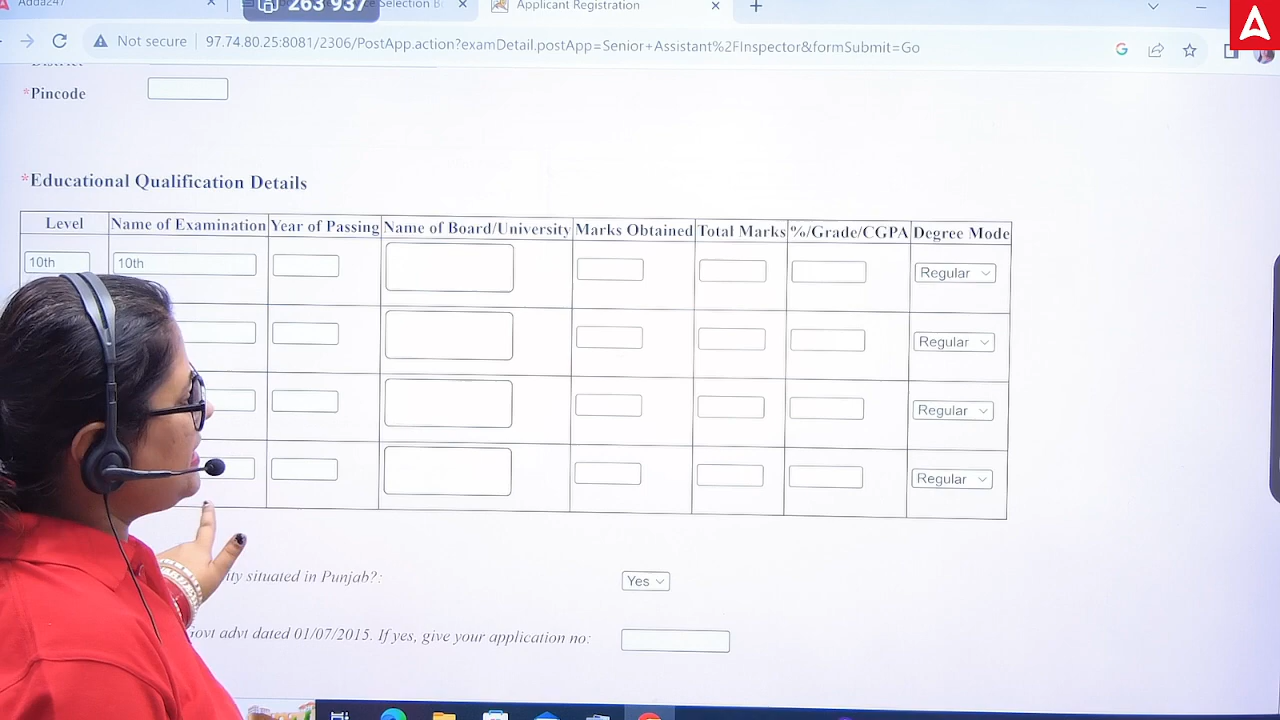 Adda247
263 937
Selection B
Applicant Registration
Not secure
97.74.80.25:8081/2306/PostApp.action?examDetail.postApp=Senior+Assistant%2FInspector&formSubmit=Go
A
*Pincode
*Educational Qualification Details
Level Name of Examination Year of Passing Name of Board/University Marks Obtained Total Marks %/Grade/CGPA Degree Mode
10th 10th Regular
Regular
Regular
Regular
ity situated in Punjab?: Yes
Govt advt dated 01/07/2015. If yes, give your application no: